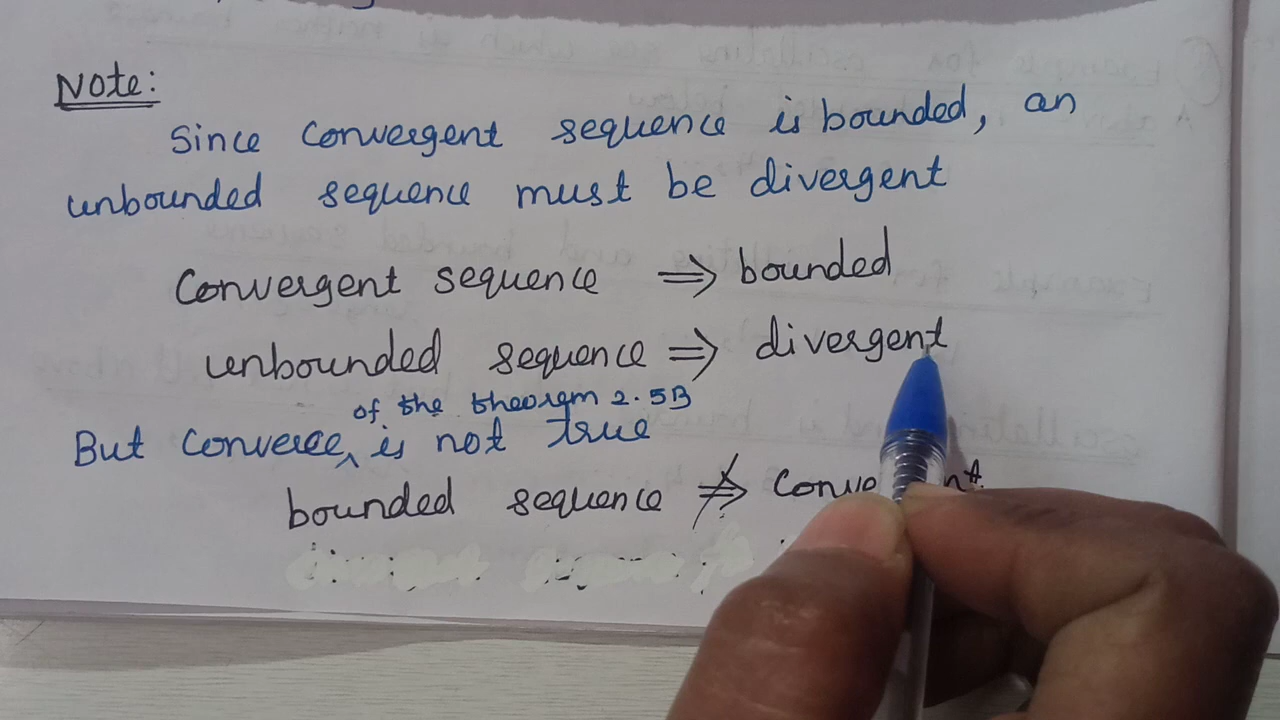 Note:
Since Convergent sequence is bounded, an
unbounded sequence must be divergent
Convergent sequence ⇒ bounded
unbounded sequence ⇒ divergent
of the theorem 2.5B
But Converce ‸ is not true
bounded sequence ⇏